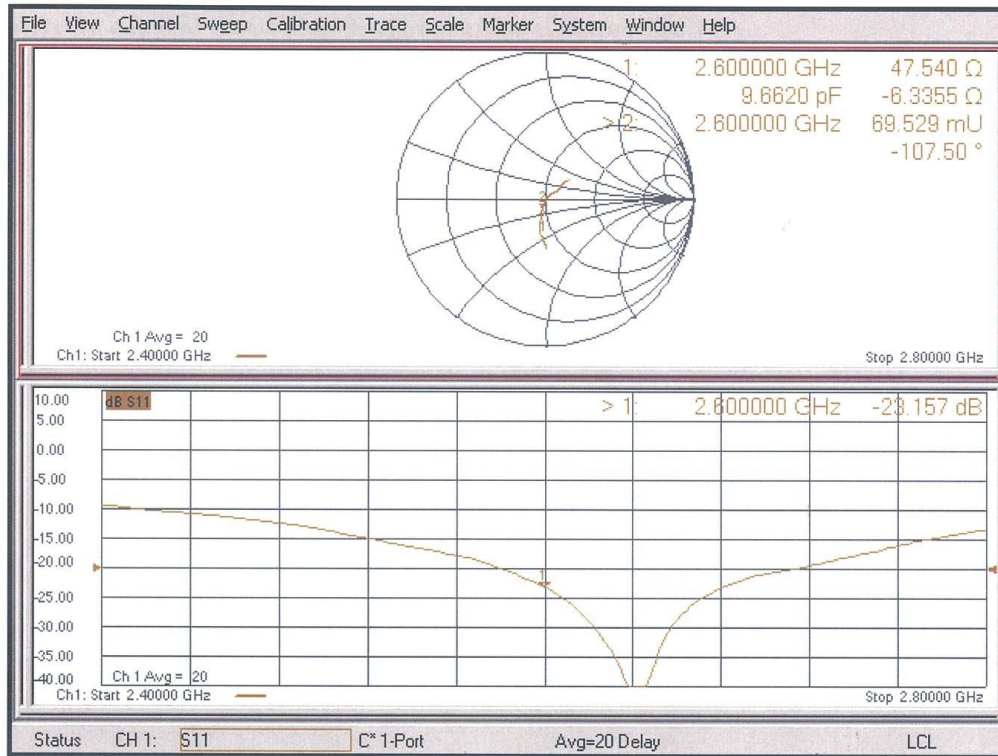 File View Channel Sweep Calibration Trace Scale Marker System Window Help
1: 2.600000 GHz 47.540 Ω
9.6620 pF -6.3355 Ω
> 2: 2.600000 GHz 69.529 mU
-107.50 °
Ch 1 Avg = 20
Ch1: Start 2.40000 GHz
Stop 2.80000 GHz
10.00
dB S11
> 1: 2.600000 GHz -23.157 dB
5.00
0.00
-5.00
-10.00
-15.00
-20.00
1
-25.00
-30.00
-35.00
-40.00
Ch 1 Avg = 20
Ch1: Start 2.40000 GHz
Stop 2.80000 GHz
Status CH 1: S11 C* 1-Port Avg=20 Delay LCL